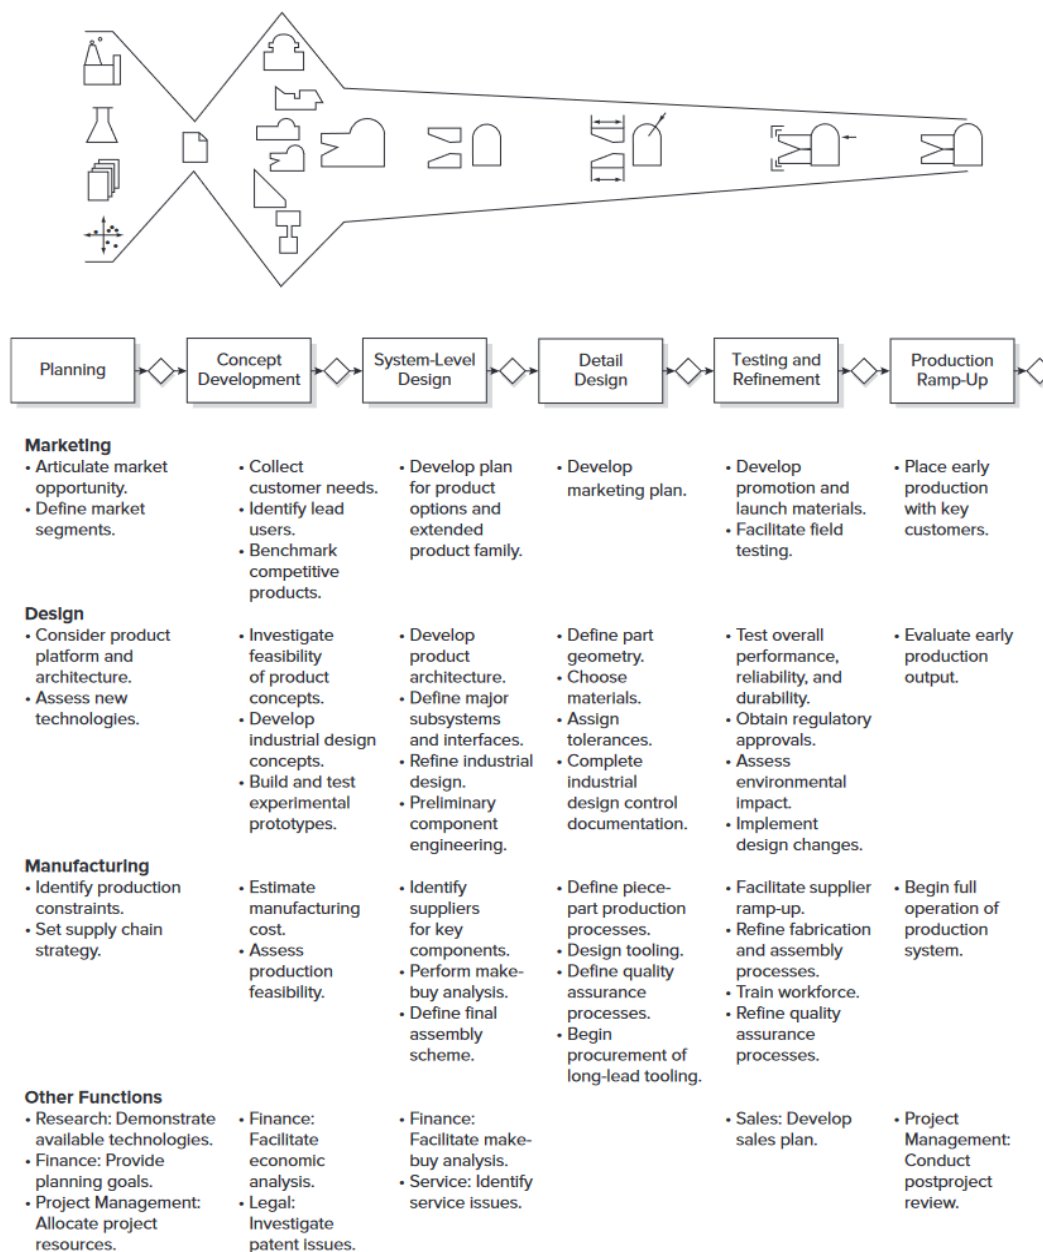 Planning
Concept
Development
System-Level
Design
Detail
Design
Testing and
Refinement
Production
Ramp-Up
Marketing
• Articulate market
opportunity.
• Define market
segments.
• Collect
customer needs.
• Identify lead
users.
• Benchmark
competitive
products.
• Develop plan
for product
options and
extended
product family.
• Develop
marketing plan.
• Develop
promotion and
launch materials.
• Facilitate field
testing.
• Place early
production
with key
customers.
Design
• Consider product
platform and
architecture.
• Assess new
technologies.
• Investigate
feasibility
of product
concepts.
• Develop
industrial design
concepts.
• Build and test
experimental
prototypes.
• Develop
product
architecture.
• Define major
subsystems
and interfaces.
• Refine industrial
design.
• Preliminary
component
engineering.
• Define part
geometry.
• Choose
materials.
• Assign
tolerances.
• Complete
industrial
design control
documentation.
• Test overall
performance,
reliability, and
durability.
• Obtain regulatory
approvals.
• Assess
environmental
impact.
• Implement
design changes.
• Evaluate early
production
output.
Manufacturing
• Identify production
constraints.
• Set supply chain
strategy.
• Estimate
manufacturing
cost.
• Assess
production
feasibility.
• Identify
suppliers
for key
components.
• Perform make-
buy analysis.
• Define final
assembly
scheme.
• Define piece-
part production
processes.
• Design tooling.
• Define quality
assurance
processes.
• Begin
procurement of
long-lead tooling.
• Facilitate supplier
ramp-up.
• Refine fabrication
and assembly
processes.
• Train workforce.
• Refine quality
assurance
processes.
• Begin full
operation of
production
system.
Other Functions
• Research: Demonstrate
available technologies.
• Finance: Provide
planning goals.
• Project Management:
Allocate project
resources.
• Finance:
Facilitate
economic
analysis.
• Legal:
Investigate
patent issues.
• Finance:
Facilitate make-
buy analysis.
• Service: Identify
service issues.
• Sales: Develop
sales plan.
• Project
Management:
Conduct
postproject
review.